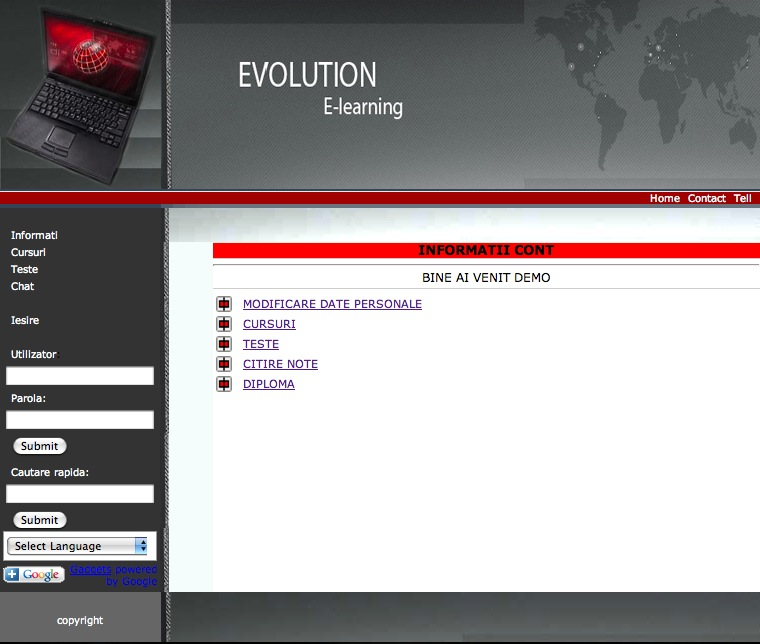 EVOLUTION
E-learning
Home Contact Tell
Informati
Cursuri
Teste
Chat
Iesire
Utilizator:
Parola:
Submit
Cautare rapida:
Submit
Select Language
Google Gadgets powered
by Google
copyright
INFORMATII CONT
BINE AI VENIT DEMO
MODIFICARE DATE PERSONALE
CURSURI
TESTE
CITIRE NOTE
DIPLOMA